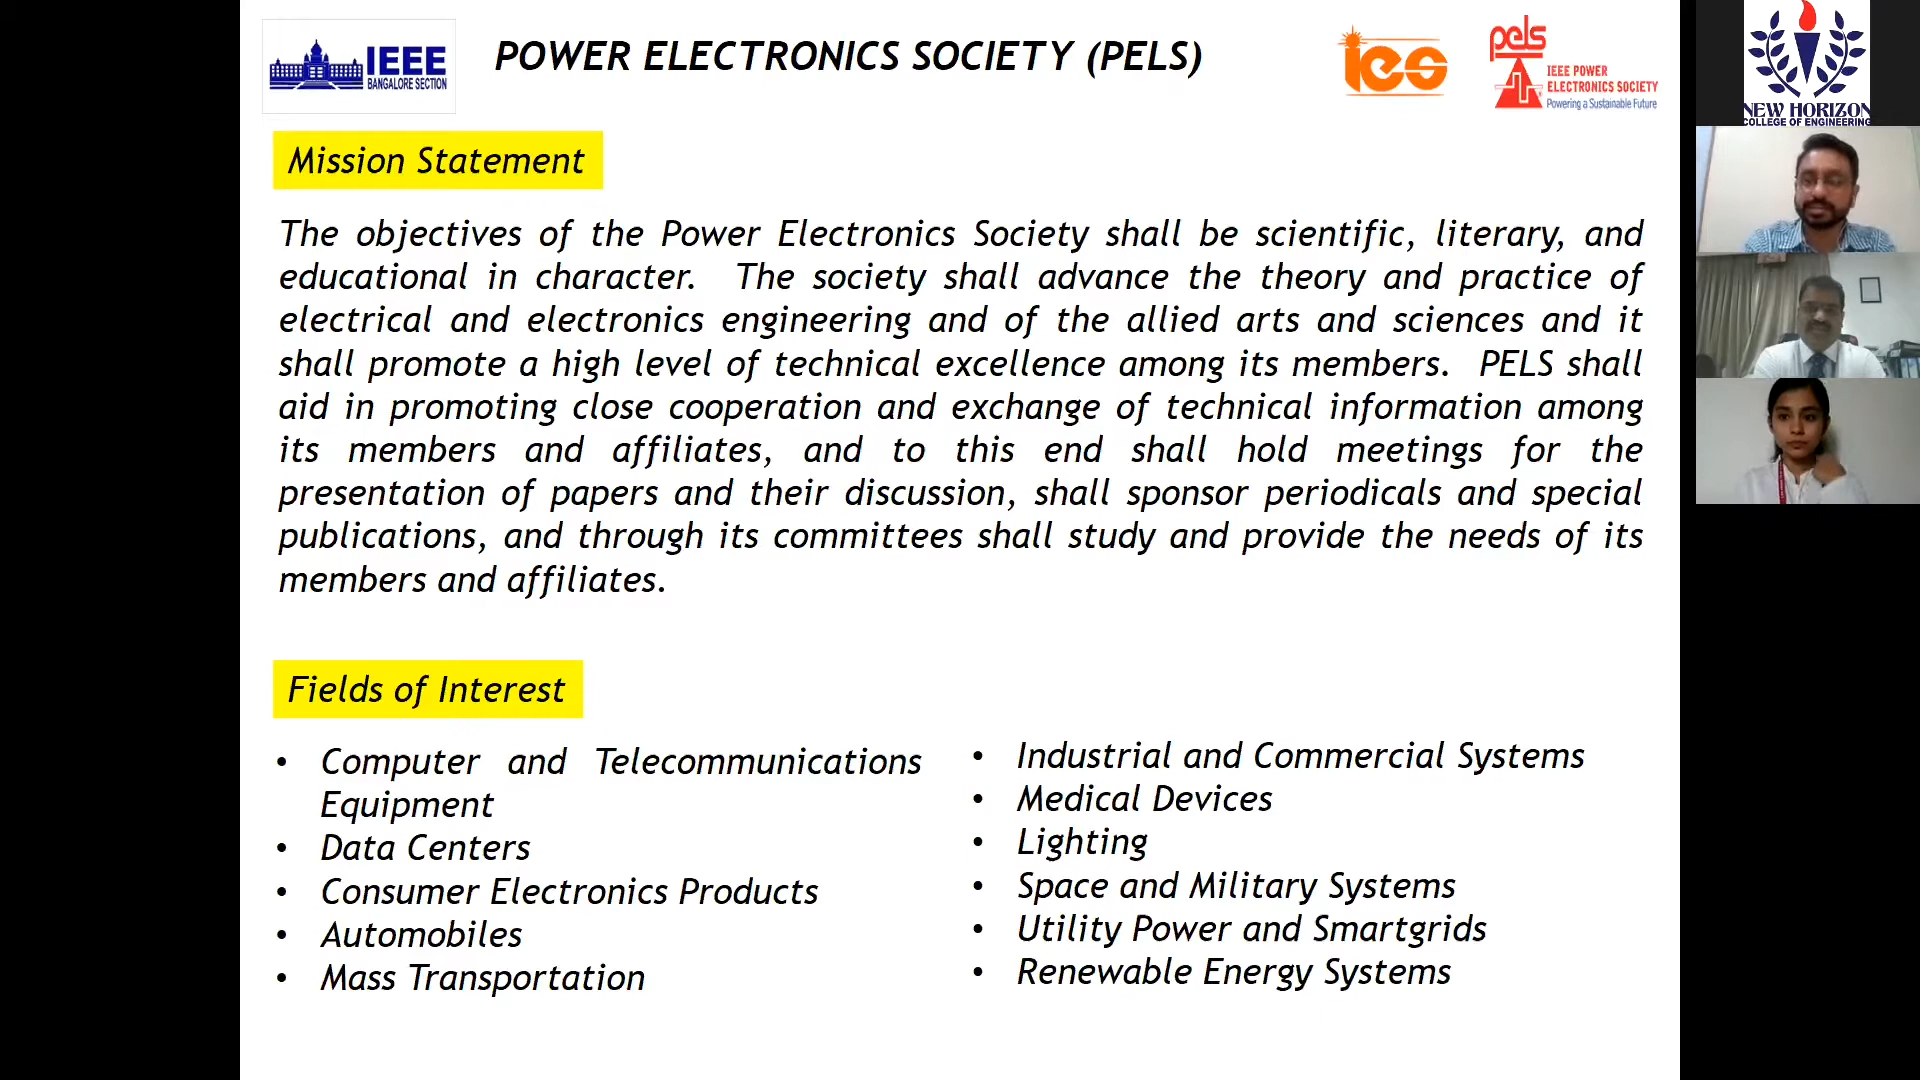 IEEE
BANGALORE SECTION
POWER ELECTRONICS SOCIETY (PELS)
ies
pels
IEEE POWER
ELECTRONICS SOCIETY
Powering a Sustainable Future
NEW HORIZON
COLLEGE OF ENGINEERING
Mission Statement
The objectives of the Power Electronics Society shall be scientific, literary, and
educational in character. The society shall advance the theory and practice of
electrical and electronics engineering and of the allied arts and sciences and it
shall promote a high level of technical excellence among its members. PELS shall
aid in promoting close cooperation and exchange of technical information among
its members and affiliates, and to this end shall hold meetings for the
presentation of papers and their discussion, shall sponsor periodicals and special
publications, and through its committees shall study and provide the needs of its
members and affiliates.
Fields of Interest
• Computer and Telecommunications
Equipment
• Data Centers
• Consumer Electronics Products
• Automobiles
• Mass Transportation
• Industrial and Commercial Systems
• Medical Devices
• Lighting
• Space and Military Systems
• Utility Power and Smartgrids
• Renewable Energy Systems